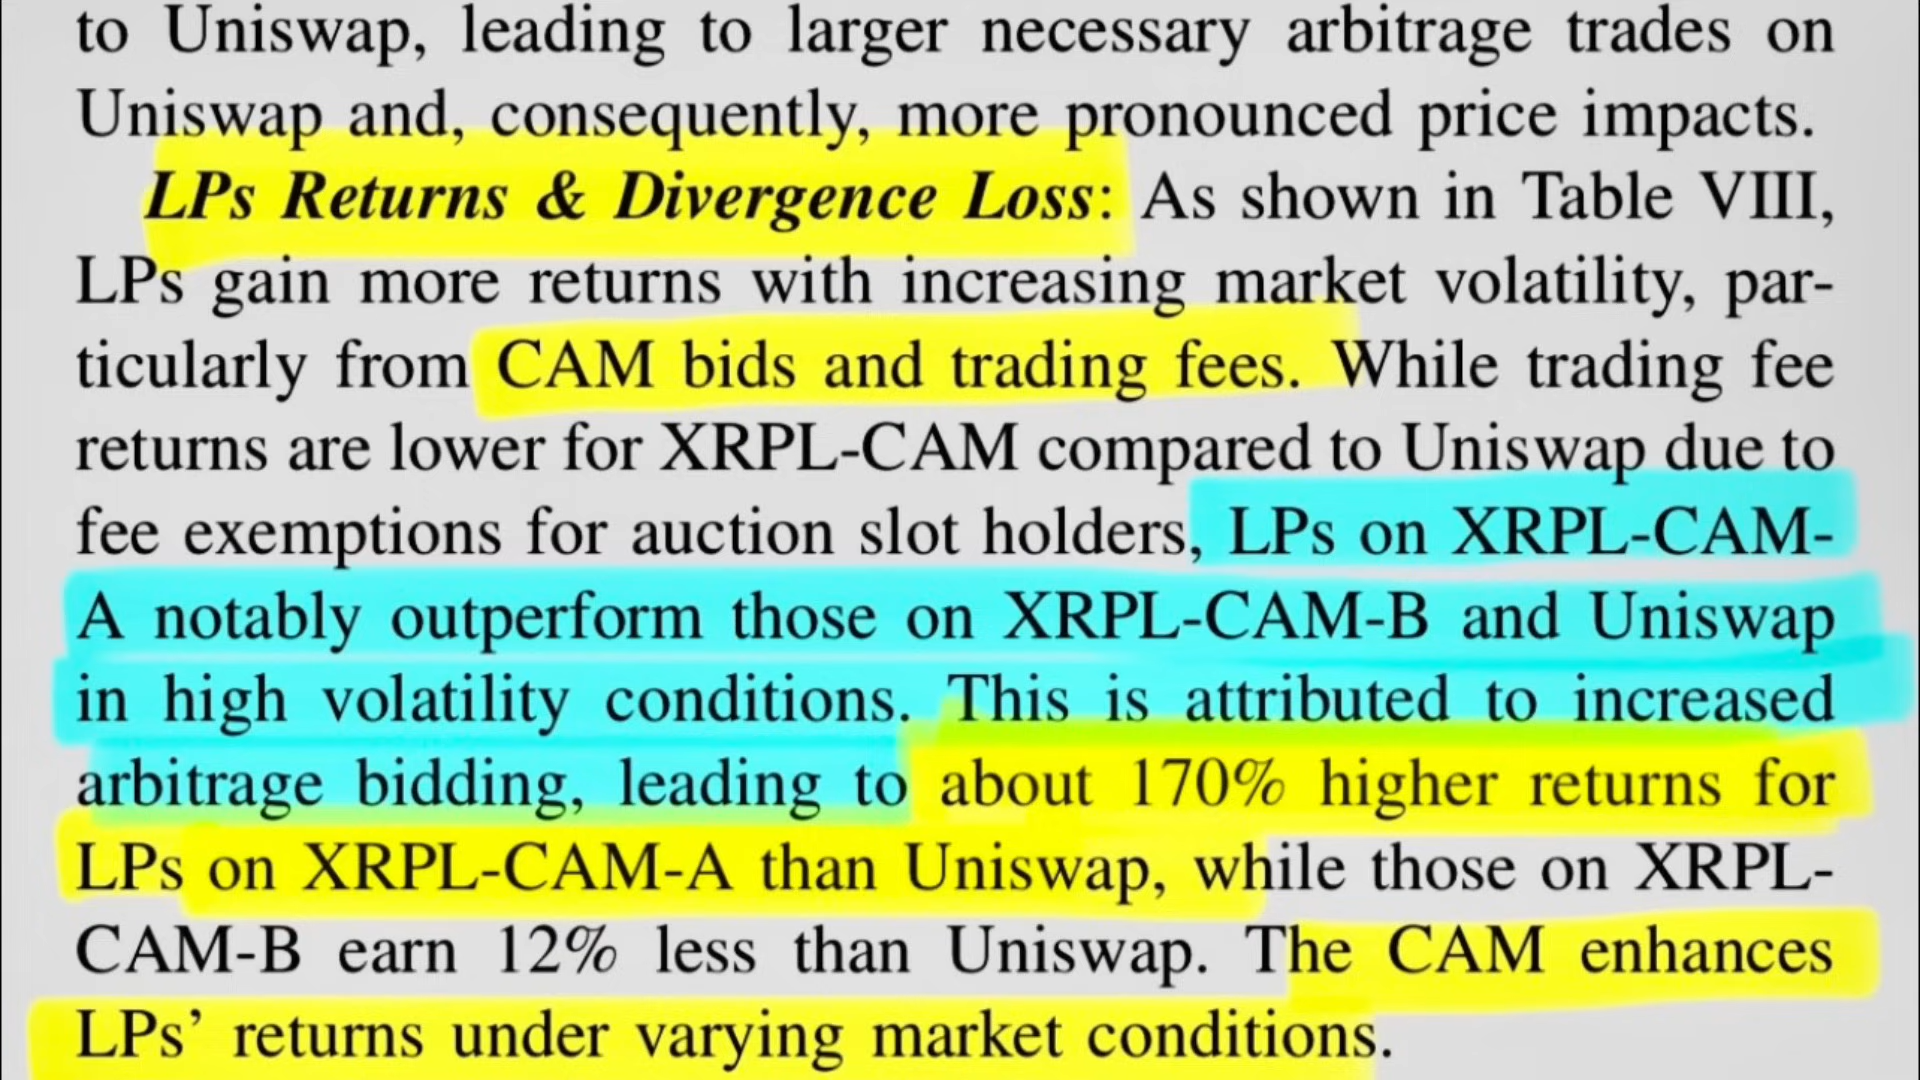 to Uniswap, leading to larger necessary arbitrage trades on
Uniswap and, consequently, more pronounced price impacts.
LPs Returns & Divergence Loss: As shown in Table VIII,
LPs gain more returns with increasing market volatility, par-
ticularly from CAM bids and trading fees. While trading fee
returns are lower for XRPL-CAM compared to Uniswap due to
fee exemptions for auction slot holders, LPs on XRPL-CAM-
A notably outperform those on XRPL-CAM-B and Uniswap
in high volatility conditions. This is attributed to increased
arbitrage bidding, leading to about 170% higher returns for
LPs on XRPL-CAM-A than Uniswap, while those on XRPL-
CAM-B earn 12% less than Uniswap. The CAM enhances
LPs’ returns under varying market conditions.